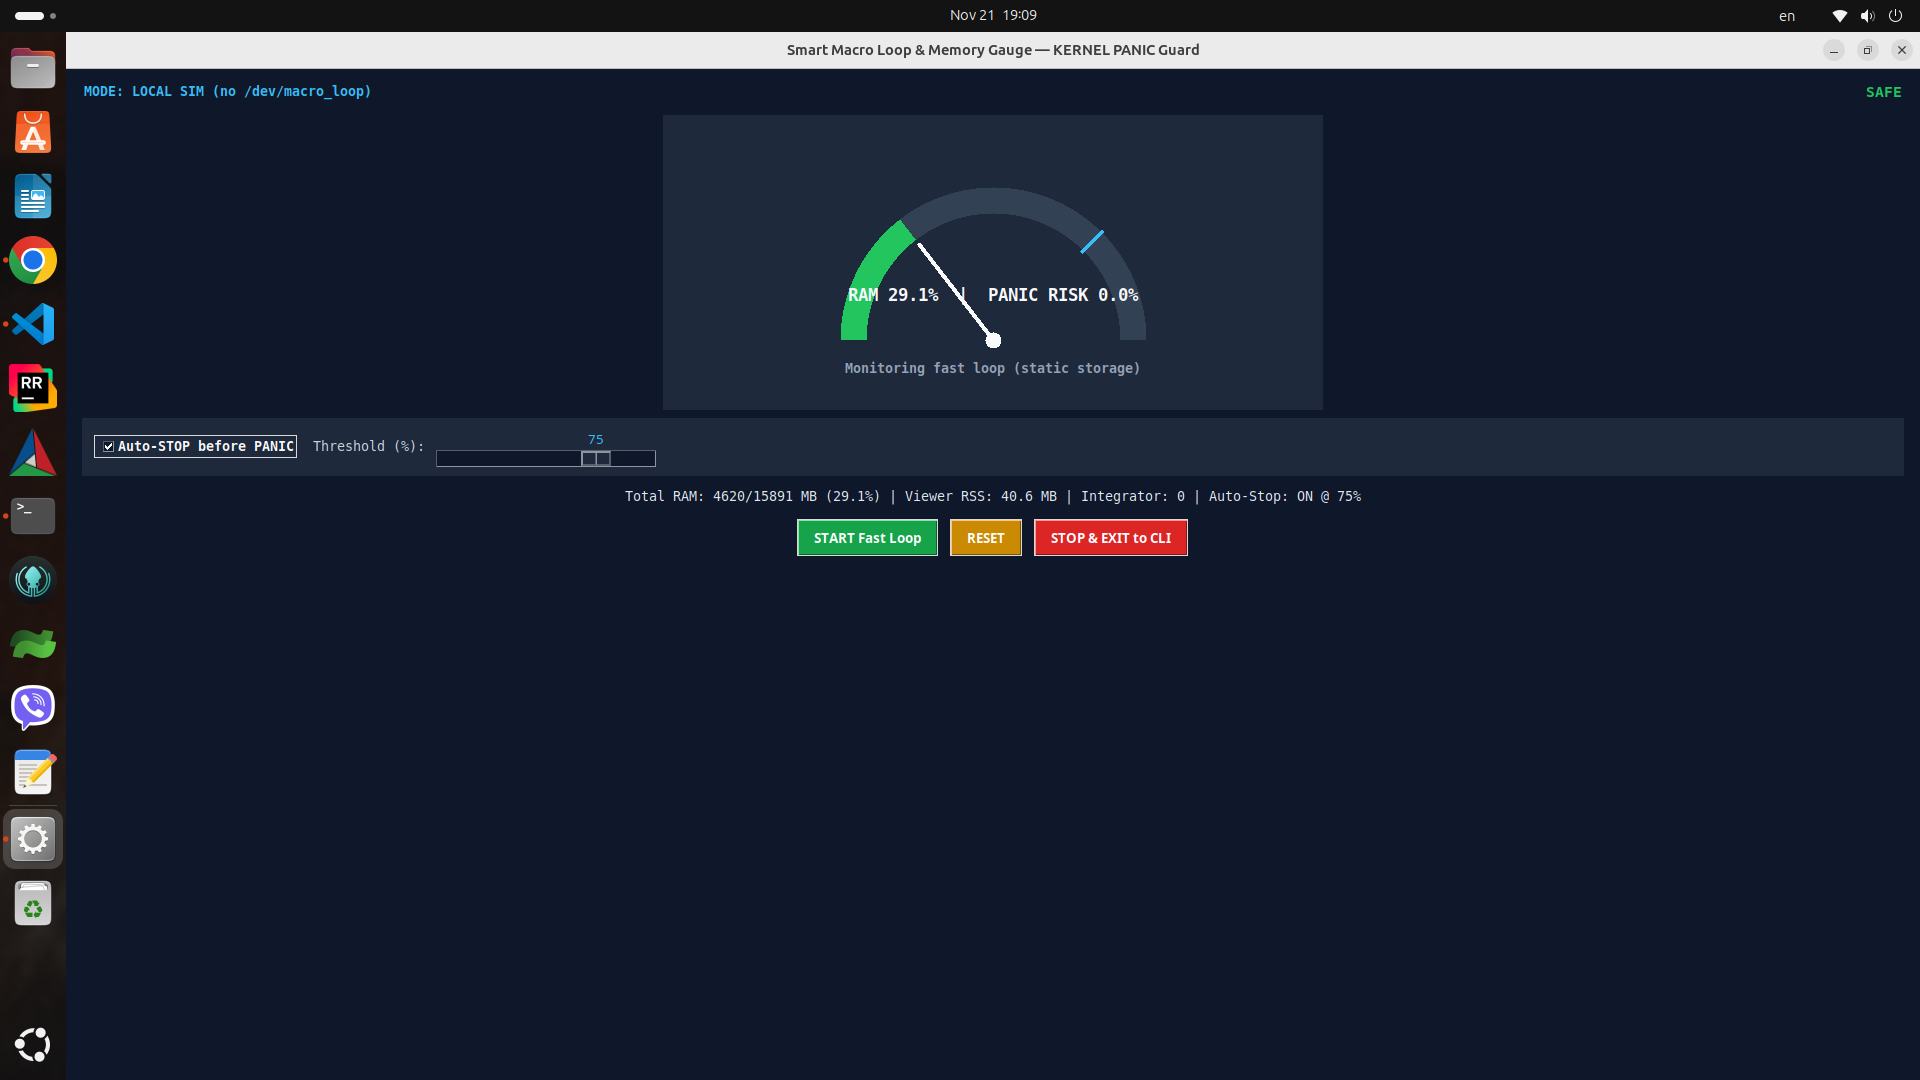 Nov 21 19:09
en
Smart Macro Loop & Memory Gauge — KERNEL PANIC Guard
MODE: LOCAL SIM (no /dev/macro_loop)
SAFE
RAM 29.1% | PANIC RISK 0.0%
Monitoring fast loop (static storage)
Auto-STOP before PANIC
Threshold (%):
75
Total RAM: 4620/15891 MB (29.1%) | Viewer RSS: 40.6 MB | Integrator: 0 | Auto-Stop: ON @ 75%
START Fast Loop
RESET
STOP & EXIT to CLI
RR
>_